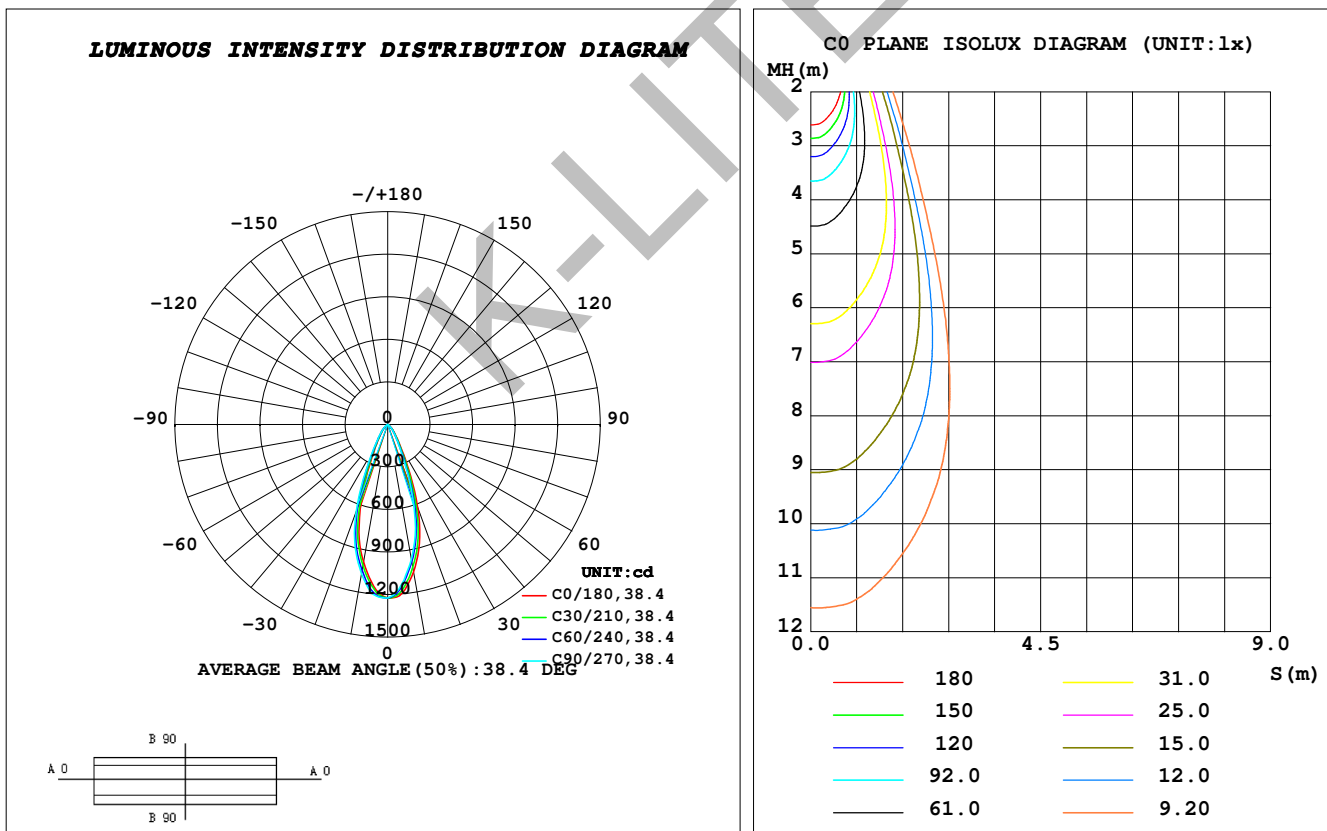 LUMINOUS INTENSITY DISTRIBUTION DIAGRAM
-/+180
-150
150
-120
120
-90
90
-60
60
-30
30
0
0
300
600
900
1200
1500
UNIT:cd
C0/180,38.4
C30/210,38.4
C60/240,38.4
C90/270,38.4
AVERAGE BEAM ANGLE(50%):38.4 DEG
B 90
A 0
A 0
B 90
C0 PLANE ISOLUX DIAGRAM (UNIT:lx)
MH(m)
2
3
4
5
6
7
8
9
10
11
12
0.0
4.5
9.0
S(m)
180
31.0
150
25.0
120
15.0
92.0
12.0
61.0
9.20
K-LITE